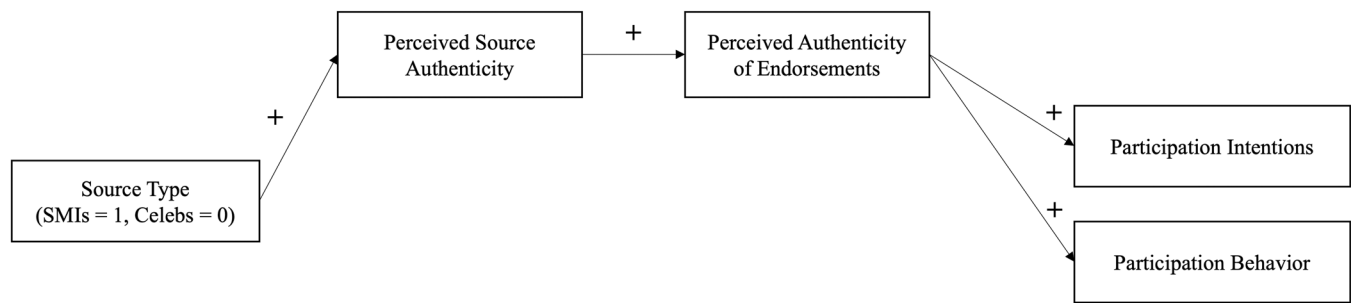 Perceived Source
Authenticity
+
Perceived Authenticity
of Endorsements
+
Source Type
(SMIs = 1, Celebs = 0)
+
Participation Intentions
+
Participation Behavior